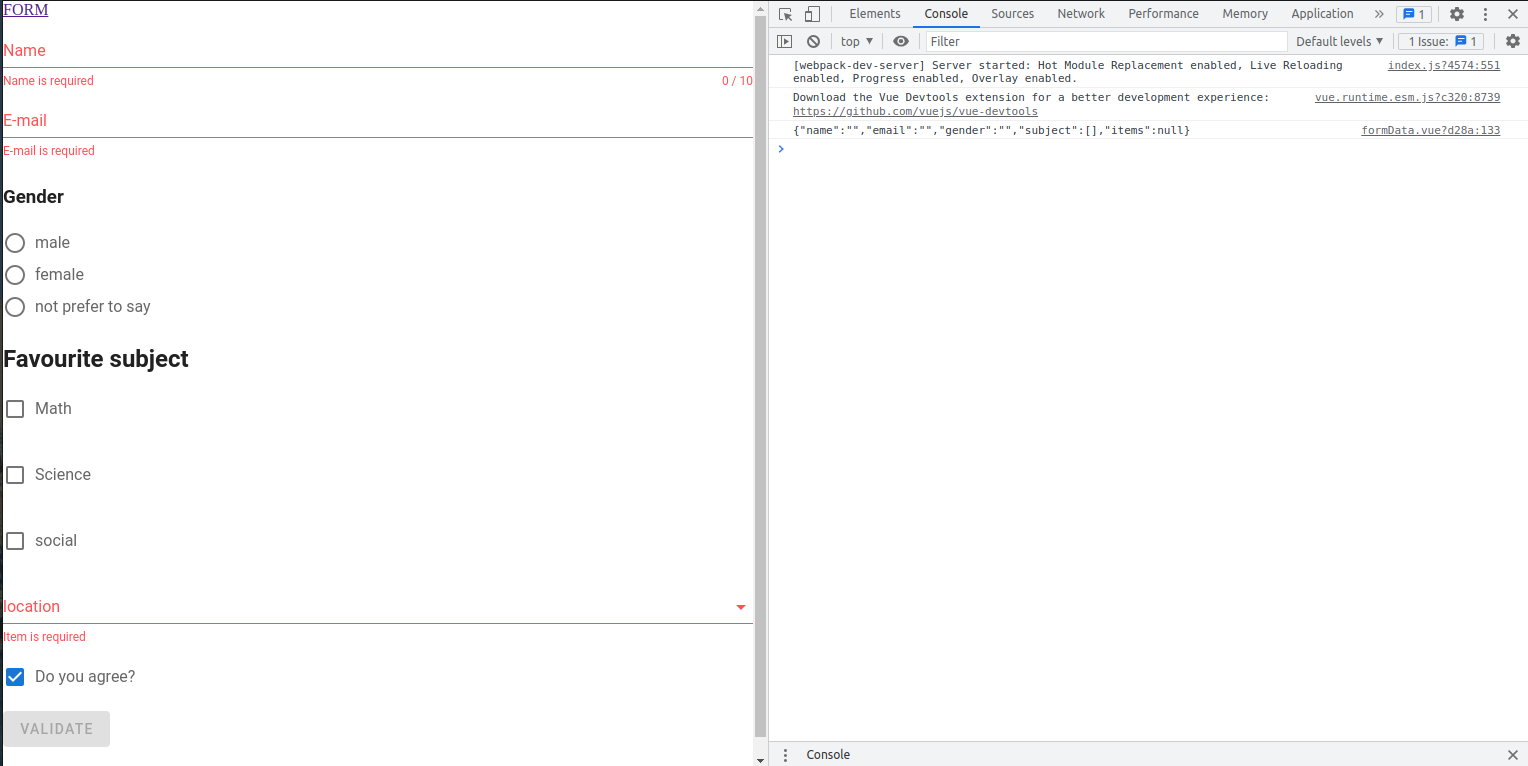 FORM
Name
Name is required 0 / 10
E-mail
E-mail is required
Gender
male
female
not prefer to say
Favourite subject
Math
Science
social
location
Item is required
Do you agree?
VALIDATE
Elements Console Sources Network Performance Memory Application » 1
top Filter Default levels 1 Issue: 1
[webpack-dev-server] Server started: Hot Module Replacement enabled, Live Reloading index.js?4574:551
enabled, Progress enabled, Overlay enabled.
Download the Vue Devtools extension for a better development experience: vue.runtime.esm.js?c320:8739
https://github.com/vuejs/vue-devtools
{"name":"","email":"","gender":"","subject":[],"items":null} formData.vue?d28a:133
Console